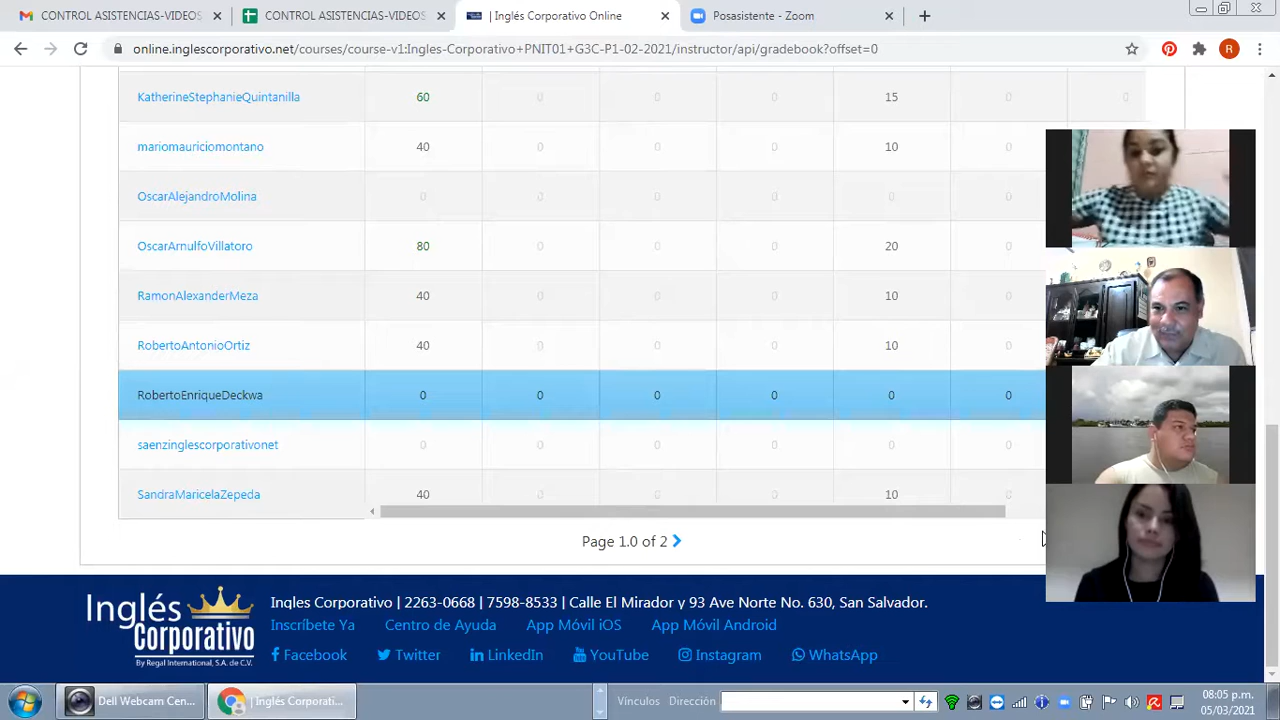 CONTROL ASISTENCIAS-VIDEOS
CONTROL ASISTENCIAS-VIDEOS
| Inglés Corporativo Online
Posasistente - Zoom
online.inglescorporativo.net/courses/course-v1:Ingles-Corporativo+PNIT01+G3C-P1-02-2021/instructor/api/gradebook?offset=0
R
KatherineStephanieQuintanilla 60 0 0 0 15 0 0
mariomauriciomontano 40 0 0 0 10 0
OscarAlejandroMolina 0 0 0 0 0 0
OscarArnulfoVillatoro 80 0 0 0 20 0
RamonAlexanderMeza 40 0 0 0 10 0
RobertoAntonioOrtiz 40 0 0 0 10 0
RobertoEnriqueDeckwa 0 0 0 0 0 0
saenzinglescorporativonet 0 0 0 0 0 0
SandraMaricelaZepeda 40 0 0 0 10 0
Page 1.0 of 2
Inglés Corporativo
By Regal International, S.A. de C.V.
Ingles Corporativo | 2263-0668 | 7598-8533 | Calle El Mirador y 93 Ave Norte No. 630, San Salvador.
Inscríbete Ya Centro de Ayuda App Móvil iOS App Móvil Android
Facebook Twitter LinkedIn YouTube Instagram WhatsApp
Dell Webcam Cen...
| Inglés Corporati...
Vínculos Dirección
08:05 p.m.
05/03/2021